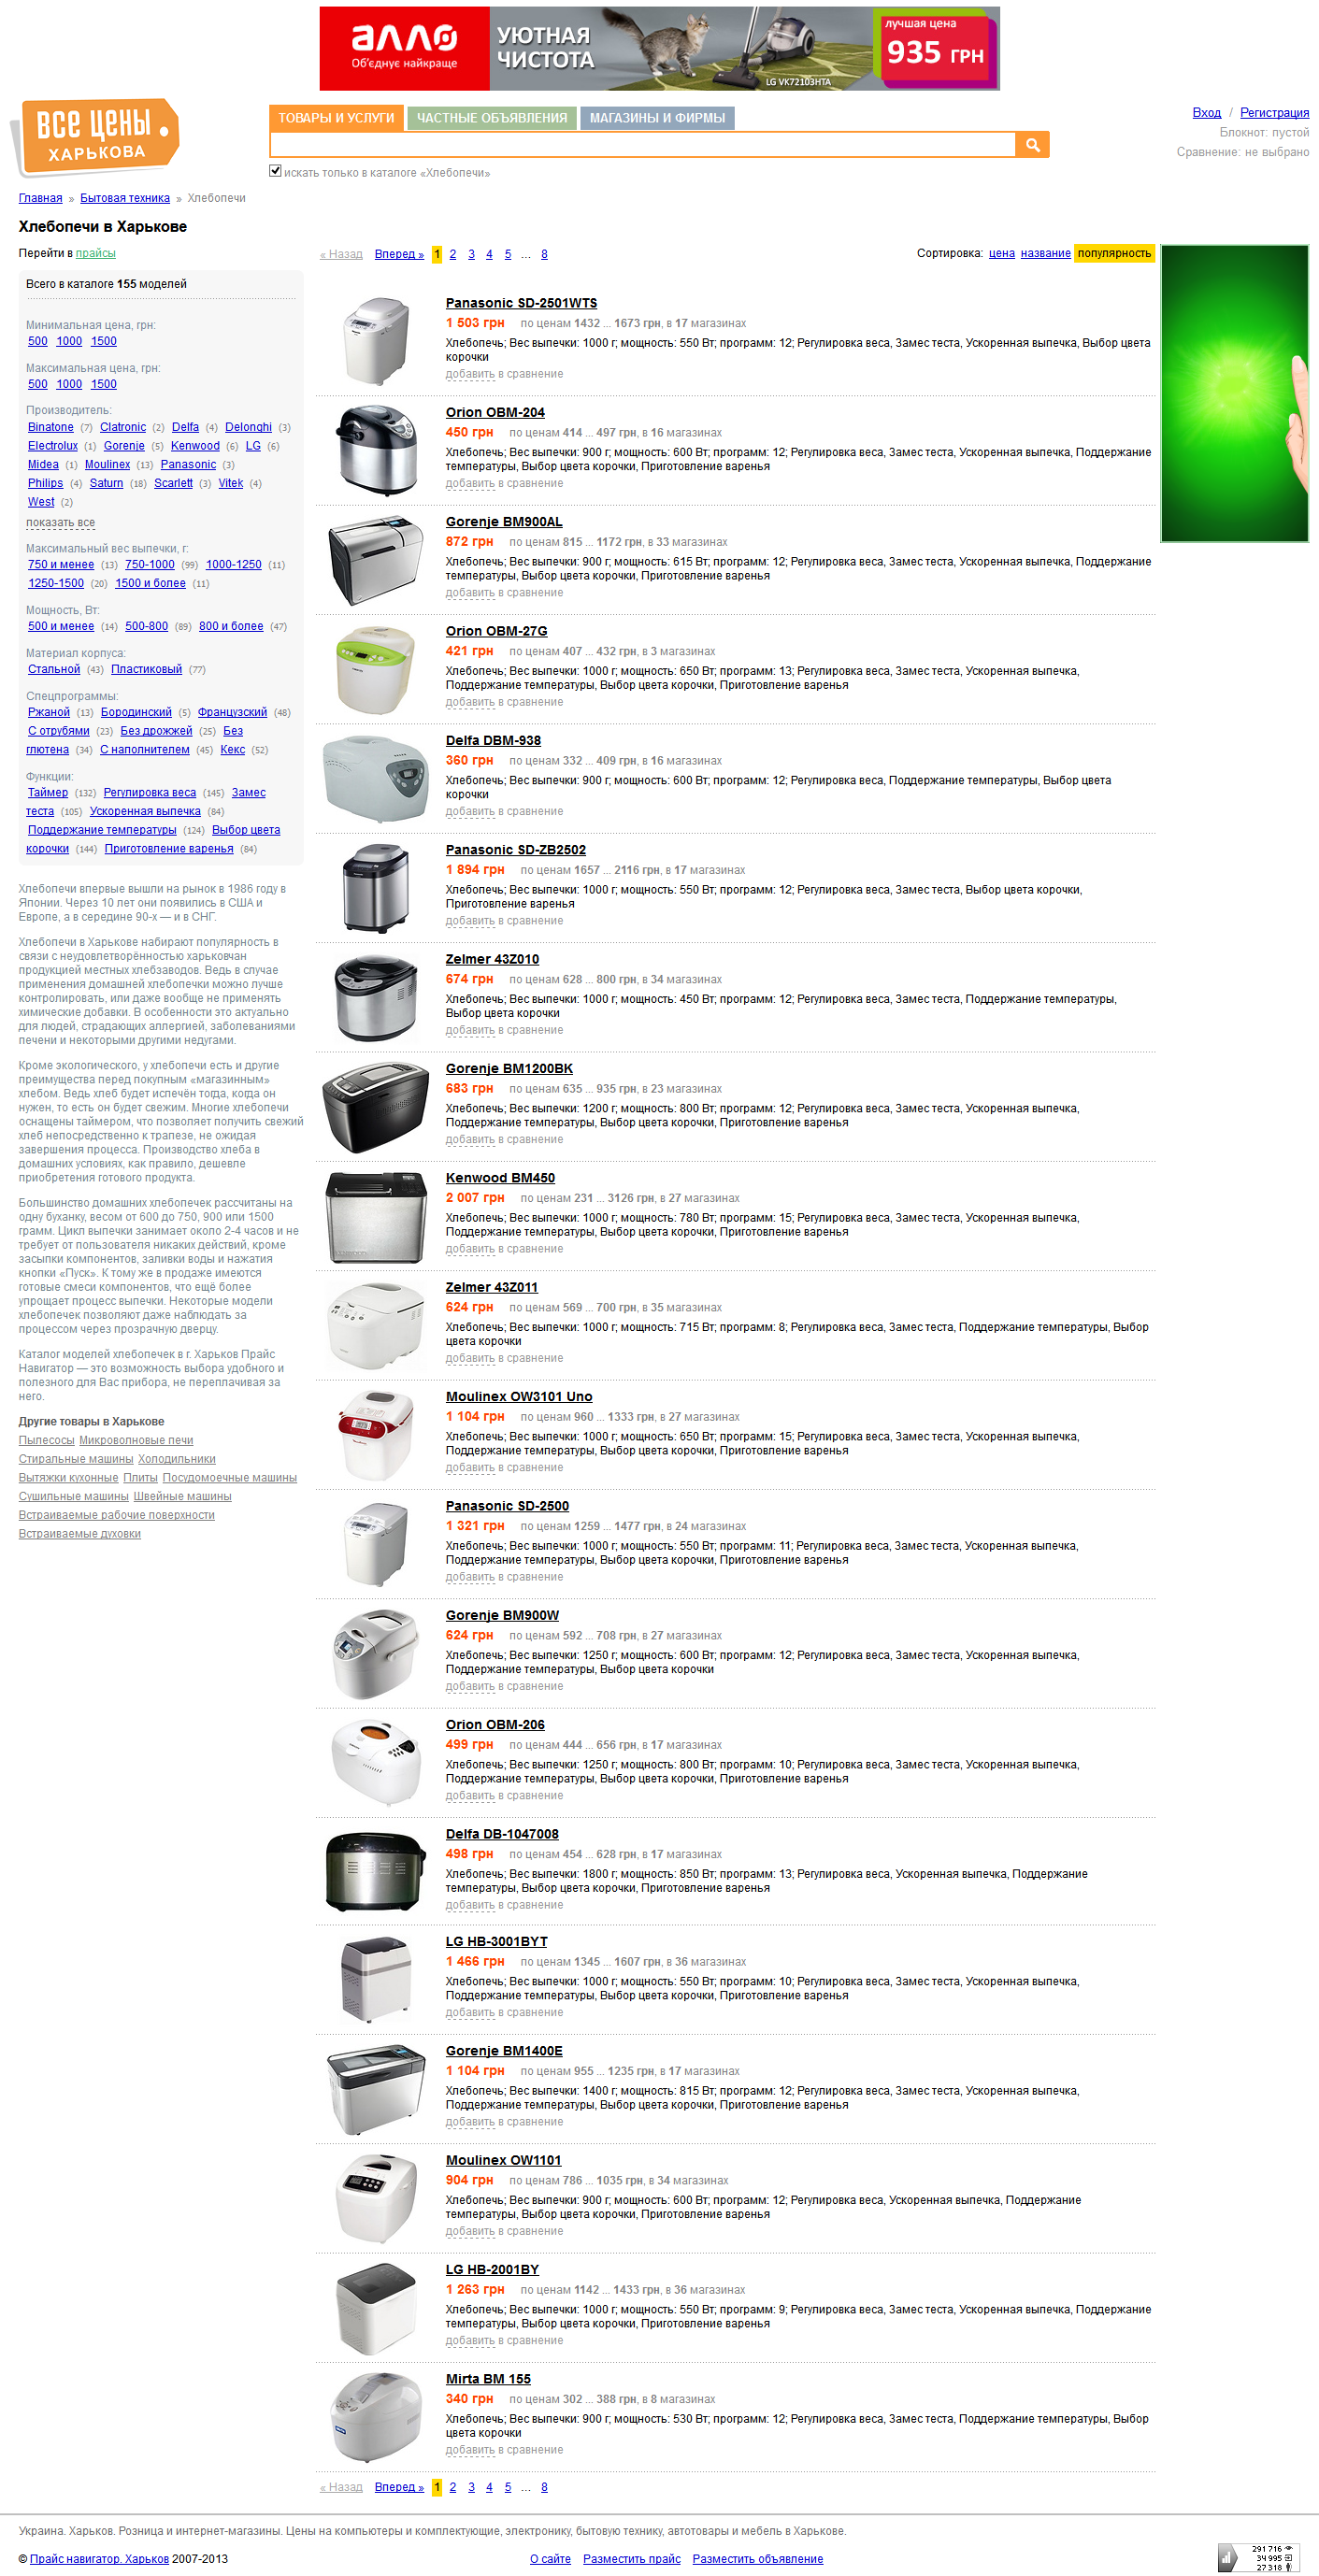 алло
Об'єднує найкраще
УЮТНАЯ
ЧИСТОТА
LG VK72103HTA
лучшая цена
935 ГРН
ВСЕ ЦЕНЫ
ХАРЬКОВА
ТОВАРЫ И УСЛУГИ ЧАСТНЫЕ ОБЪЯВЛЕНИЯ МАГАЗИНЫ И ФИРМЫ
искать только в каталоге «Хлебопечи»
Вход / Регистрация
Блокнот: пустой
Сравнение: не выбрано
Главная » Бытовая техника » Хлебопечи
Хлебопечи в Харькове
Перейти в прайсы
Всего в каталоге 155 моделей
Минимальная цена, грн:
500 1000 1500
Максимальная цена, грн:
500 1000 1500
Производитель:
Binatone (7) Clatronic (2) Delfa (4) Delonghi (3)
Electrolux (1) Gorenje (5) Kenwood (6) LG (6)
Midea (1) Moulinex (13) Panasonic (3)
Philips (4) Saturn (18) Scarlett (3) Vitek (4)
West (2)
показать все
Максимальный вес выпечки, г:
750 и менее (13) 750-1000 (99) 1000-1250 (11)
1250-1500 (20) 1500 и более (11)
Мощность, Вт:
500 и менее (14) 500-800 (89) 800 и более (47)
Материал корпуса:
Стальной (43) Пластиковый (77)
Спецпрограммы:
Ржаной (13) Бородинский (5) Французский (48)
С отрубями (23) Без дрожжей (25) Без
глютена (34) С наполнителем (45) Кекс (52)
Функции:
Таймер (132) Регулировка веса (145) Замес
теста (105) Ускоренная выпечка (84)
Поддержание температуры (124) Выбор цвета
корочки (144) Приготовление варенья (84)
Хлебопечи впервые вышли на рынок в 1986 году в
Японии. Через 10 лет они появились в США и
Европе, а в середине 90-х — и в СНГ.
Хлебопечи в Харькове набирают популярность в
связи с неудовлетворённостью харьковчан
продукцией местных хлебзаводов. Ведь в случае
применения домашней хлебопечки можно лучше
контролировать, или даже вообще не применять
химические добавки. В особенности это актуально
для людей, страдающих аллергией, заболеваниями
печени и некоторыми другими недугами.
Кроме экологического, у хлебопечи есть и другие
преимущества перед покупным «магазинным»
хлебом. Ведь хлеб будет испечён тогда, когда он
нужен, то есть он будет свежим. Многие хлебопечи
оснащены таймером, что позволяет получить свежий
хлеб непосредственно к трапезе, не ожидая
завершения процесса. Производство хлеба в
домашних условиях, как правило, дешевле
приобретения готового продукта.
Большинство домашних хлебопечек рассчитаны на
одну буханку, весом от 600 до 750, 900 или 1500
грамм. Цикл выпечки занимает около 2-4 часов и не
требует от пользователя никаких действий, кроме
засыпки компонентов, заливки воды и нажатия
кнопки «Пуск». К тому же в продаже имеются
готовые смеси компонентов, что ещё более
упрощает процесс выпечки. Некоторые модели
хлебопечек позволяют даже наблюдать за
процессом через прозрачную дверцу.
Каталог моделей хлебопечек в г. Харьков Прайс
Навигатор — это возможность выбора удобного и
полезного для Вас прибора, не переплачивая за
него.
Другие товары в Харькове
Пылесосы Микроволновые печи
Стиральные машины Холодильники
Вытяжки кухонные Плиты Посудомоечные машины
Сушильные машины Швейные машины
Встраиваемые рабочие поверхности
Встраиваемые духовки
« Назад Вперед » 1 2 3 4 5 ... 8
Сортировка: цена название популярность
Panasonic SD-2501WTS
1 503 грн по ценам 1432 ... 1673 грн, в 17 магазинах
Хлебопечь; Вес выпечки: 1000 г; мощность: 550 Вт; программ: 12; Регулировка веса, Замес теста, Ускоренная выпечка, Выбор цвета
корочки
добавить в сравнение
Orion OBM-204
450 грн по ценам 414 ... 497 грн, в 16 магазинах
Хлебопечь; Вес выпечки: 900 г; мощность: 600 Вт; программ: 12; Регулировка веса, Замес теста, Ускоренная выпечка, Поддержание
температуры, Выбор цвета корочки, Приготовление варенья
добавить в сравнение
Gorenje BM900AL
872 грн по ценам 815 ... 1172 грн, в 33 магазинах
Хлебопечь; Вес выпечки: 900 г; мощность: 615 Вт; программ: 12; Регулировка веса, Замес теста, Ускоренная выпечка, Поддержание
температуры, Выбор цвета корочки, Приготовление варенья
добавить в сравнение
Orion OBM-27G
421 грн по ценам 407 ... 432 грн, в 3 магазинах
Хлебопечь; Вес выпечки: 1000 г; мощность: 650 Вт; программ: 13; Регулировка веса, Замес теста, Ускоренная выпечка,
Поддержание температуры, Выбор цвета корочки, Приготовление варенья
добавить в сравнение
Delfa DBM-938
360 грн по ценам 332 ... 409 грн, в 16 магазинах
Хлебопечь; Вес выпечки: 900 г; мощность: 600 Вт; программ: 12; Регулировка веса, Поддержание температуры, Выбор цвета
корочки
добавить в сравнение
Panasonic SD-ZB2502
1 894 грн по ценам 1657 ... 2116 грн, в 17 магазинах
Хлебопечь; Вес выпечки: 1000 г; мощность: 550 Вт; программ: 12; Регулировка веса, Замес теста, Выбор цвета корочки,
Приготовление варенья
добавить в сравнение
Zelmer 43Z010
674 грн по ценам 628 ... 800 грн, в 34 магазинах
Хлебопечь; Вес выпечки: 1000 г; мощность: 450 Вт; программ: 12; Регулировка веса, Замес теста, Поддержание температуры,
Выбор цвета корочки
добавить в сравнение
Gorenje BM1200BK
683 грн по ценам 635 ... 935 грн, в 23 магазинах
Хлебопечь; Вес выпечки: 1200 г; мощность: 800 Вт; программ: 12; Регулировка веса, Замес теста, Ускоренная выпечка,
Поддержание температуры, Выбор цвета корочки, Приготовление варенья
добавить в сравнение
Kenwood BM450
2 007 грн по ценам 231 ... 3126 грн, в 27 магазинах
Хлебопечь; Вес выпечки: 1000 г; мощность: 780 Вт; программ: 15; Регулировка веса, Замес теста, Ускоренная выпечка,
Поддержание температуры, Выбор цвета корочки, Приготовление варенья
добавить в сравнение
Zelmer 43Z011
624 грн по ценам 569 ... 700 грн, в 35 магазинах
Хлебопечь; Вес выпечки: 1000 г; мощность: 715 Вт; программ: 8; Регулировка веса, Замес теста, Поддержание температуры, Выбор
цвета корочки
добавить в сравнение
Moulinex OW3101 Uno
1 104 грн по ценам 960 ... 1333 грн, в 27 магазинах
Хлебопечь; Вес выпечки: 1000 г; мощность: 650 Вт; программ: 15; Регулировка веса, Замес теста, Ускоренная выпечка,
Поддержание температуры, Выбор цвета корочки, Приготовление варенья
добавить в сравнение
Panasonic SD-2500
1 321 грн по ценам 1259 ... 1477 грн, в 24 магазинах
Хлебопечь; Вес выпечки: 1000 г; мощность: 550 Вт; программ: 11; Регулировка веса, Замес теста, Ускоренная выпечка,
Поддержание температуры, Выбор цвета корочки, Приготовление варенья
добавить в сравнение
Gorenje BM900W
624 грн по ценам 592 ... 708 грн, в 27 магазинах
Хлебопечь; Вес выпечки: 1250 г; мощность: 600 Вт; программ: 12; Регулировка веса, Замес теста, Ускоренная выпечка,
Поддержание температуры, Выбор цвета корочки
добавить в сравнение
Orion OBM-206
499 грн по ценам 444 ... 656 грн, в 17 магазинах
Хлебопечь; Вес выпечки: 1250 г; мощность: 800 Вт; программ: 10; Регулировка веса, Замес теста, Ускоренная выпечка,
Поддержание температуры, Выбор цвета корочки, Приготовление варенья
добавить в сравнение
Delfa DB-1047008
498 грн по ценам 454 ... 628 грн, в 17 магазинах
Хлебопечь; Вес выпечки: 1800 г; мощность: 850 Вт; программ: 13; Регулировка веса, Ускоренная выпечка, Поддержание
температуры, Выбор цвета корочки, Приготовление варенья
добавить в сравнение
LG HB-3001BYT
1 466 грн по ценам 1345 ... 1607 грн, в 36 магазинах
Хлебопечь; Вес выпечки: 1000 г; мощность: 550 Вт; программ: 10; Регулировка веса, Замес теста, Ускоренная выпечка,
Поддержание температуры, Выбор цвета корочки, Приготовление варенья
добавить в сравнение
Gorenje BM1400E
1 104 грн по ценам 955 ... 1235 грн, в 17 магазинах
Хлебопечь; Вес выпечки: 1400 г; мощность: 815 Вт; программ: 12; Регулировка веса, Замес теста, Ускоренная выпечка,
Поддержание температуры, Выбор цвета корочки, Приготовление варенья
добавить в сравнение
Moulinex OW1101
904 грн по ценам 786 ... 1035 грн, в 34 магазинах
Хлебопечь; Вес выпечки: 900 г; мощность: 600 Вт; программ: 12; Регулировка веса, Ускоренная выпечка, Поддержание
температуры, Выбор цвета корочки, Приготовление варенья
добавить в сравнение
LG HB-2001BY
1 263 грн по ценам 1142 ... 1433 грн, в 36 магазинах
Хлебопечь; Вес выпечки: 1000 г; мощность: 550 Вт; программ: 9; Регулировка веса, Замес теста, Ускоренная выпечка, Поддержание
температуры, Выбор цвета корочки, Приготовление варенья
добавить в сравнение
Mirta BM 155
340 грн по ценам 302 ... 388 грн, в 8 магазинах
Хлебопечь; Вес выпечки: 900 г; мощность: 530 Вт; программ: 12; Регулировка веса, Замес теста, Поддержание температуры, Выбор
цвета корочки
добавить в сравнение
« Назад Вперед » 1 2 3 4 5 ... 8
Украина. Харьков. Розница и интернет-магазины. Цены на компьютеры и комплектующие, электронику, бытовую технику, автотовары и мебель в Харькове.
© Прайс навигатор. Харьков 2007-2013
О сайте Разместить прайс Разместить объявление
291 716
34 995
27 318